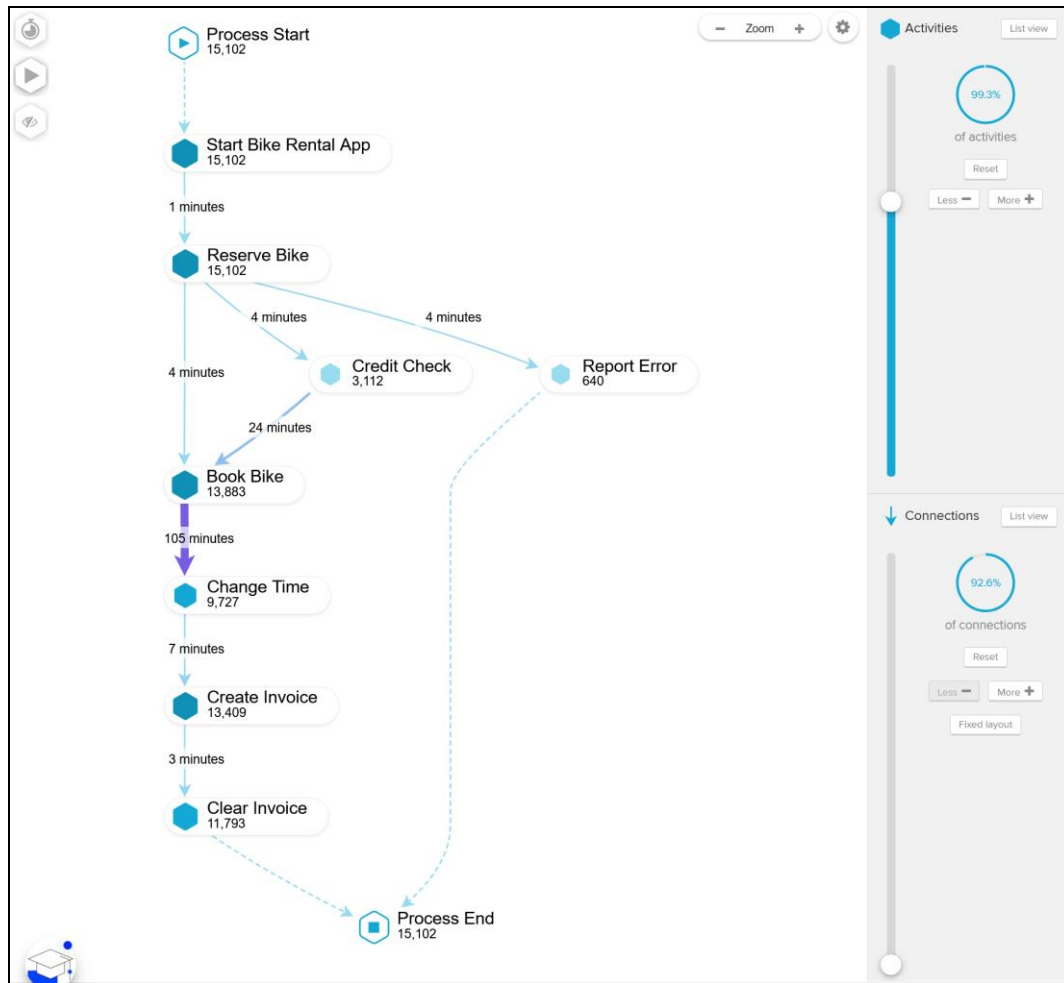 Process Start
15,102
Zoom
Start Bike Rental App
15,102
1 minutes
Reserve Bike
15,102
4 minutes
4 minutes
4 minutes
Credit Check
3,112
Report Error
640
24 minutes
Book Bike
13,883
105 minutes
Change Time
9,727
7 minutes
Create Invoice
13,409
3 minutes
Clear Invoice
11,793
Process End
15,102
Activities
List view
99.3%
of activities
Reset
Less −
More +
Connections
List view
92.6%
of connections
Reset
Less −
More +
Fixed layout